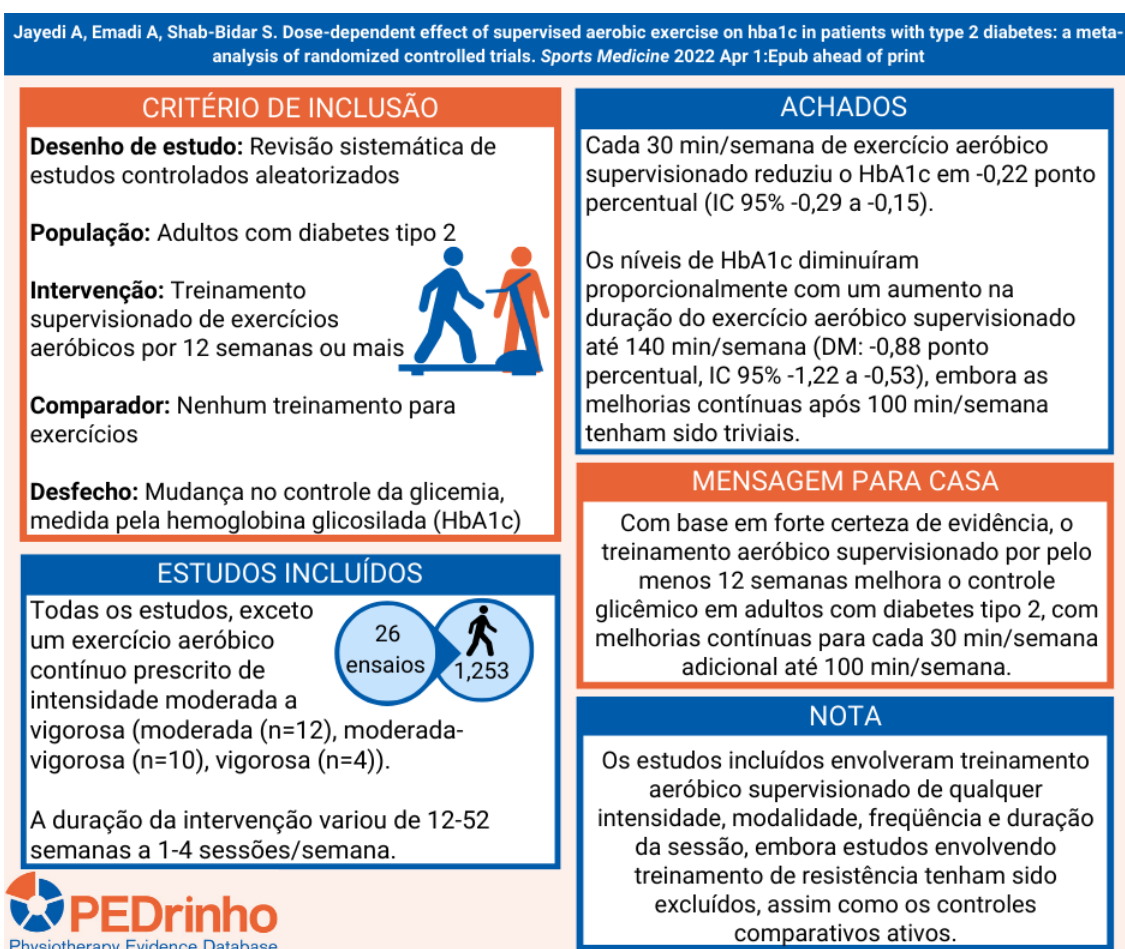 Jayedi A, Emadi A, Shab-Bidar S. Dose-dependent effect of supervised aerobic exercise on hba1c in patients with type 2 diabetes: a meta-
analysis of randomized controlled trials. Sports Medicine 2022 Apr 1:Epub ahead of print
CRITÉRIO DE INCLUSÃO
Desenho de estudo: Revisão sistemática de
estudos controlados aleatorizados
População: Adultos com diabetes tipo 2
Intervenção: Treinamento
supervisionado de exercícios
aeróbicos por 12 semanas ou mais
Comparador: Nenhum treinamento para
exercícios
Desfecho: Mudança no controle da glicemia,
medida pela hemoglobina glicosilada (HbA1c)
ESTUDOS INCLUÍDOS
Todas os estudos, exceto
um exercício aeróbico
contínuo prescrito de
intensidade moderada a
vigorosa (moderada (n=12), moderada-
vigorosa (n=10), vigorosa (n=4)).
26
ensaios
1,253
A duração da intervenção variou de 12-52
semanas a 1-4 sessões/semana.
PEDrinho
Physiotherapy Evidence Database
ACHADOS
Cada 30 min/semana de exercício aeróbico
supervisionado reduziu o HbA1c em -0,22 ponto
percentual (IC 95% -0,29 a -0,15).
Os níveis de HbA1c diminuíram
proporcionalmente com um aumento na
duração do exercício aeróbico supervisionado
até 140 min/semana (DM: -0,88 ponto
percentual, IC 95% -1,22 a -0,53), embora as
melhorias contínuas após 100 min/semana
tenham sido triviais.
MENSAGEM PARA CASA
Com base em forte certeza de evidência, o
treinamento aeróbico supervisionado por pelo
menos 12 semanas melhora o controle
glicêmico em adultos com diabetes tipo 2, com
melhorias contínuas para cada 30 min/semana
adicional até 100 min/semana.
NOTA
Os estudos incluídos envolveram treinamento
aeróbico supervisionado de qualquer
intensidade, modalidade, freqüência e duração
da sessão, embora estudos envolvendo
treinamento de resistência tenham sido
excluídos, assim como os controles
comparativos ativos.